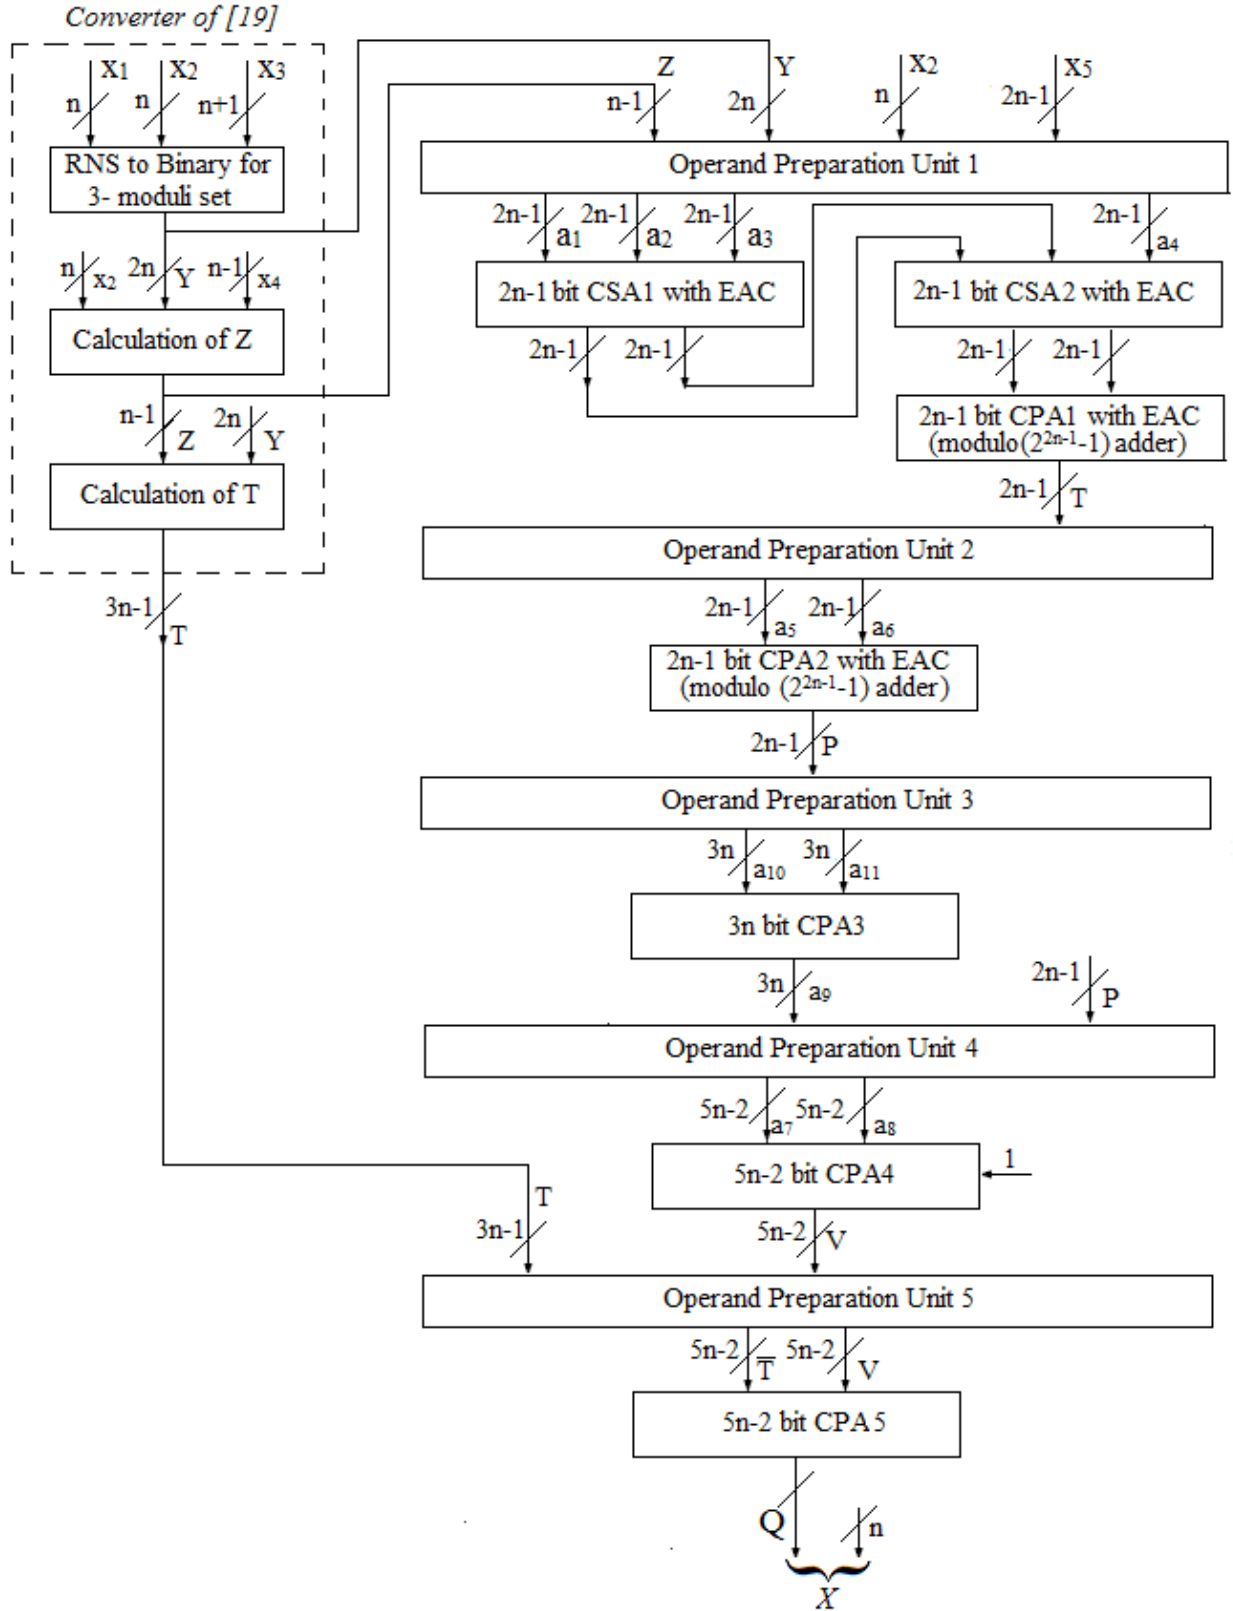 Converter of [19]
x1 x2 x3
n n n+1
RNS to Binary for
3- moduli set
n x2 2n Y n-1 x4
Calculation of Z
n-1 Z 2n Y
Calculation of T
3n-1 T
Z Y x2 x5
n-1 2n n 2n-1
Operand Preparation Unit 1
2n-1 a1 2n-1 a2 2n-1 a3 2n-1 a4
2n-1 bit CSA1 with EAC
2n-1 bit CSA2 with EAC
2n-1 2n-1
2n-1 2n-1
2n-1 bit CPA1 with EAC
(modulo(2^{2n-1}-1) adder)
2n-1 T
Operand Preparation Unit 2
2n-1 a5 2n-1 a6
2n-1 bit CPA2 with EAC
(modulo (2^{2n-1}-1) adder)
2n-1 P
Operand Preparation Unit 3
3n a10 3n a11
3n bit CPA3
3n a9 2n-1 P
Operand Preparation Unit 4
5n-2 a7 5n-2 a8
5n-2 bit CPA4
1
T
3n-1 5n-2 V
Operand Preparation Unit 5
5n-2 T̅ 5n-2 V
5n-2 bit CPA5
Q n
X